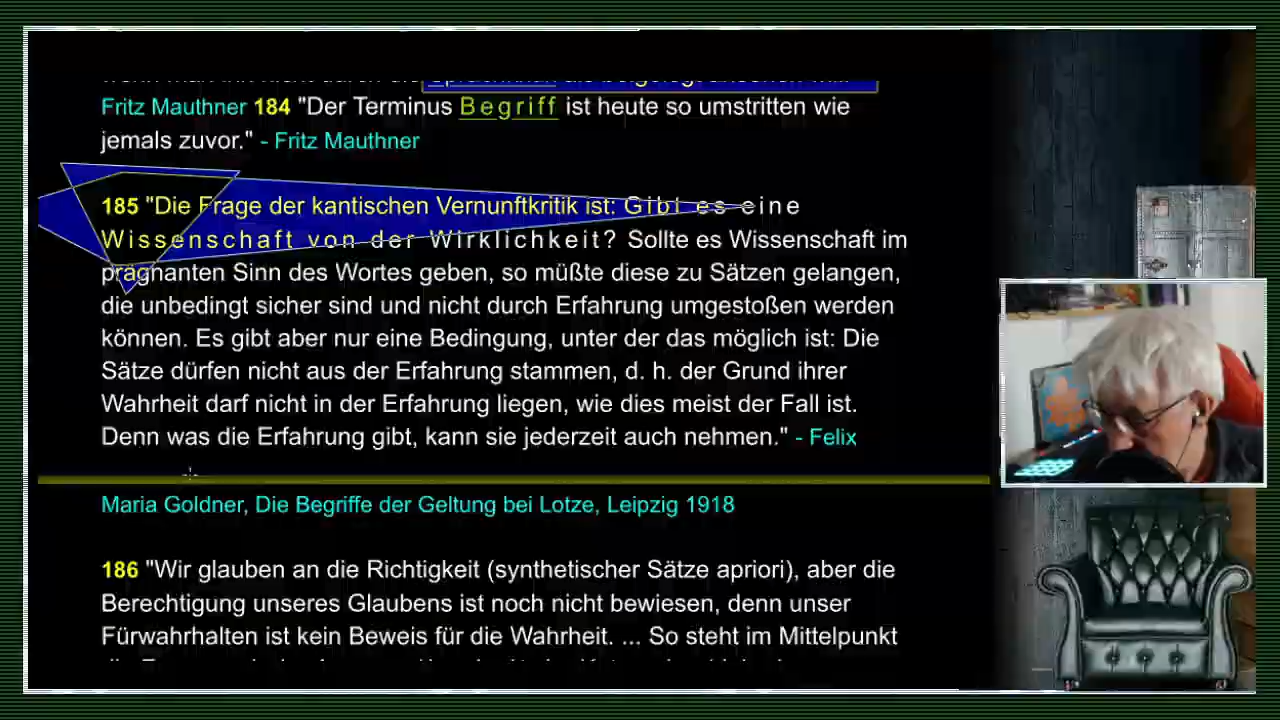 Fritz Mauthner 184 "Der Terminus Begriff ist heute so umstritten wie
jemals zuvor." - Fritz Mauthner
185 "Die Frage der kantischen Vernunftkritik ist: Gibt es eine
Wissenschaft von der Wirklichkeit? Sollte es Wissenschaft im
prägnanten Sinn des Wortes geben, so müßte diese zu Sätzen gelangen,
die unbedingt sicher sind und nicht durch Erfahrung umgestoßen werden
können. Es gibt aber nur eine Bedingung, unter der das möglich ist: Die
Sätze dürfen nicht aus der Erfahrung stammen, d. h. der Grund ihrer
Wahrheit darf nicht in der Erfahrung liegen, wie dies meist der Fall ist.
Denn was die Erfahrung gibt, kann sie jederzeit auch nehmen." - Felix
Maria Goldner, Die Begriffe der Geltung bei Lotze, Leipzig 1918
186 "Wir glauben an die Richtigkeit (synthetischer Sätze apriori), aber die
Berechtigung unseres Glaubens ist noch nicht bewiesen, denn unser
Fürwahrhalten ist kein Beweis für die Wahrheit. ... So steht im Mittelpunkt